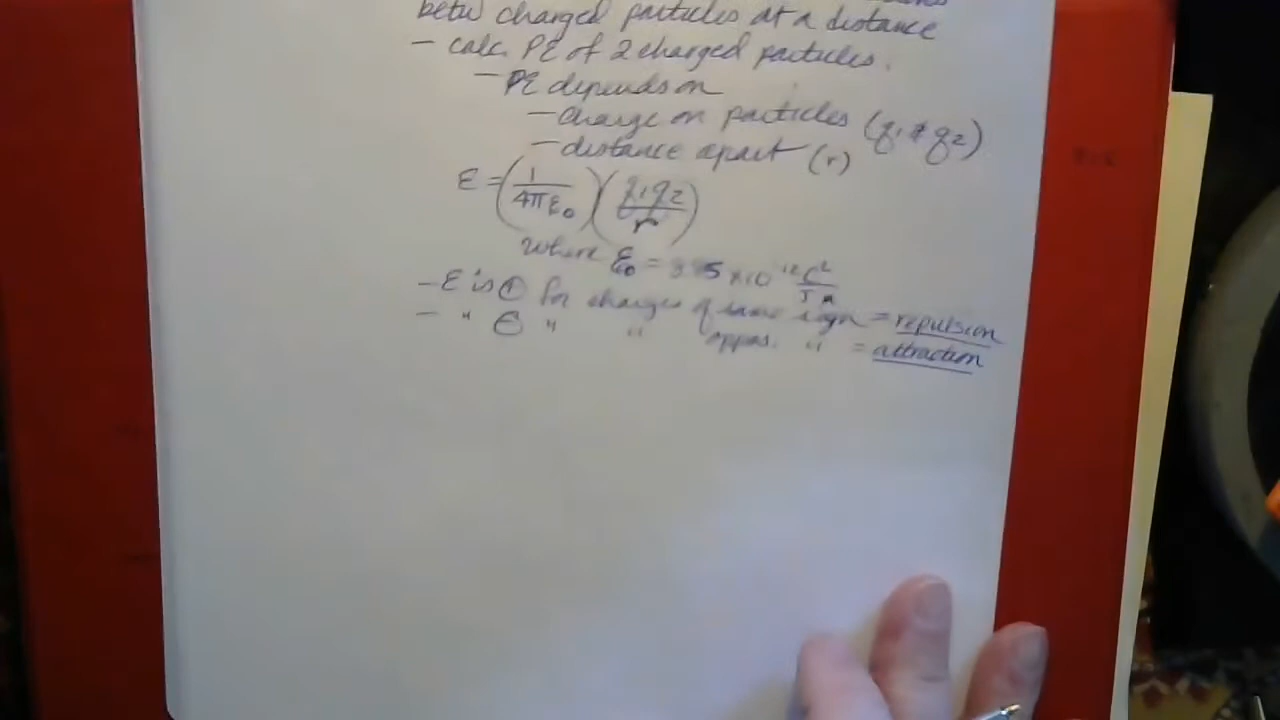 betw charged particles at a distance
- calc. PE of 2 charged particles.
- PE depends on
- charge on particles (q₁ & q₂)
- distance apart (r)
E = (1/4πε₀)(q₁q₂/r)
where ε₀ = 8.85 x10⁻¹² C²/J m
- E is ⊕ for charges of same sign = repulsion
- " ⊖ " " oppos. " = attraction